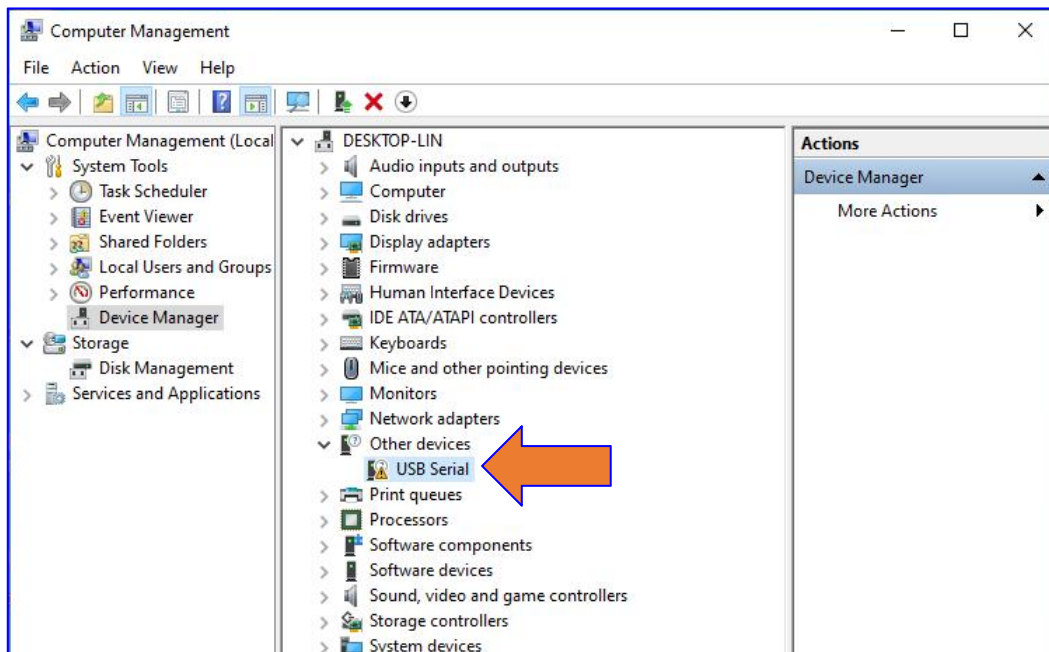 Computer Management
File Action View Help
Computer Management (Local
System Tools
Task Scheduler
Event Viewer
Shared Folders
Local Users and Groups
Performance
Device Manager
Storage
Disk Management
Services and Applications
DESKTOP-LIN
Audio inputs and outputs
Computer
Disk drives
Display adapters
Firmware
Human Interface Devices
IDE ATA/ATAPI controllers
Keyboards
Mice and other pointing devices
Monitors
Network adapters
Other devices
USB Serial
Print queues
Processors
Software components
Software devices
Sound, video and game controllers
Storage controllers
System devices
Actions
Device Manager
More Actions